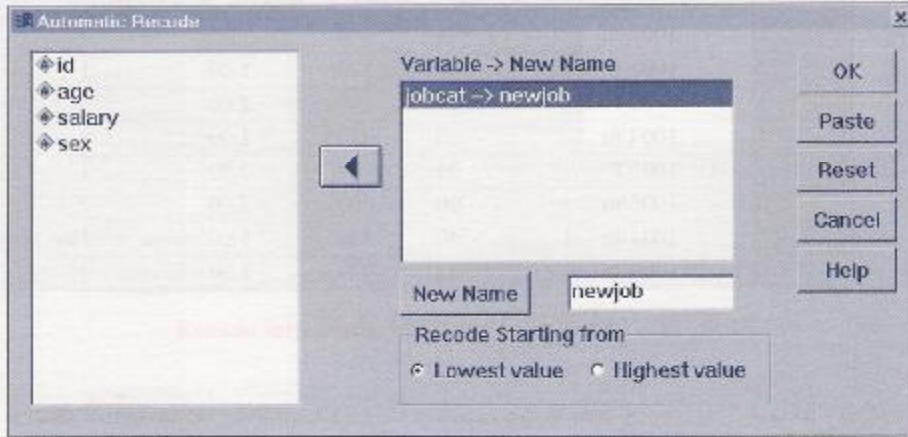 Automatic Recode
id
age
salary
sex
Variable -> New Name
jobcat --> newjob
New Name
newjob
Recode Starting from
Lowest value
Highest value
OK
Paste
Reset
Cancel
Help